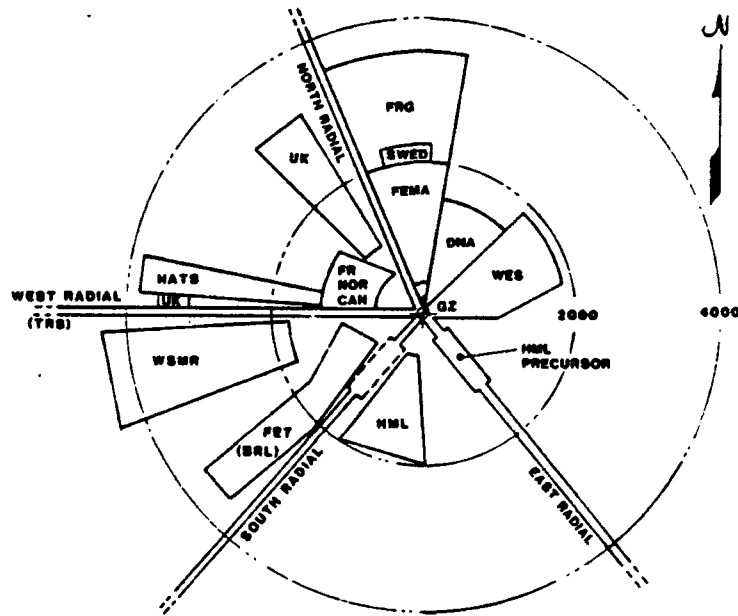 N
NORTH RADIAL
FRG
SWED
UK
FEMA
DNA
WES
FR
NOR
CAN
HATS
UK
WEST RADIAL
(TRS)
GZ
2000
4000
WSMR
HML
PRECURSOR
FET
(BRL)
HML
SOUTH RADIAL
EAST RADIAL